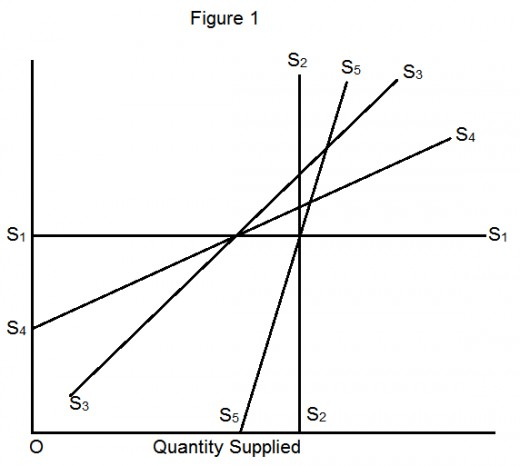 Figure 1
S2
S5
S3
S4
S1
S1
S4
S3
S5
S2
O
Quantity Supplied